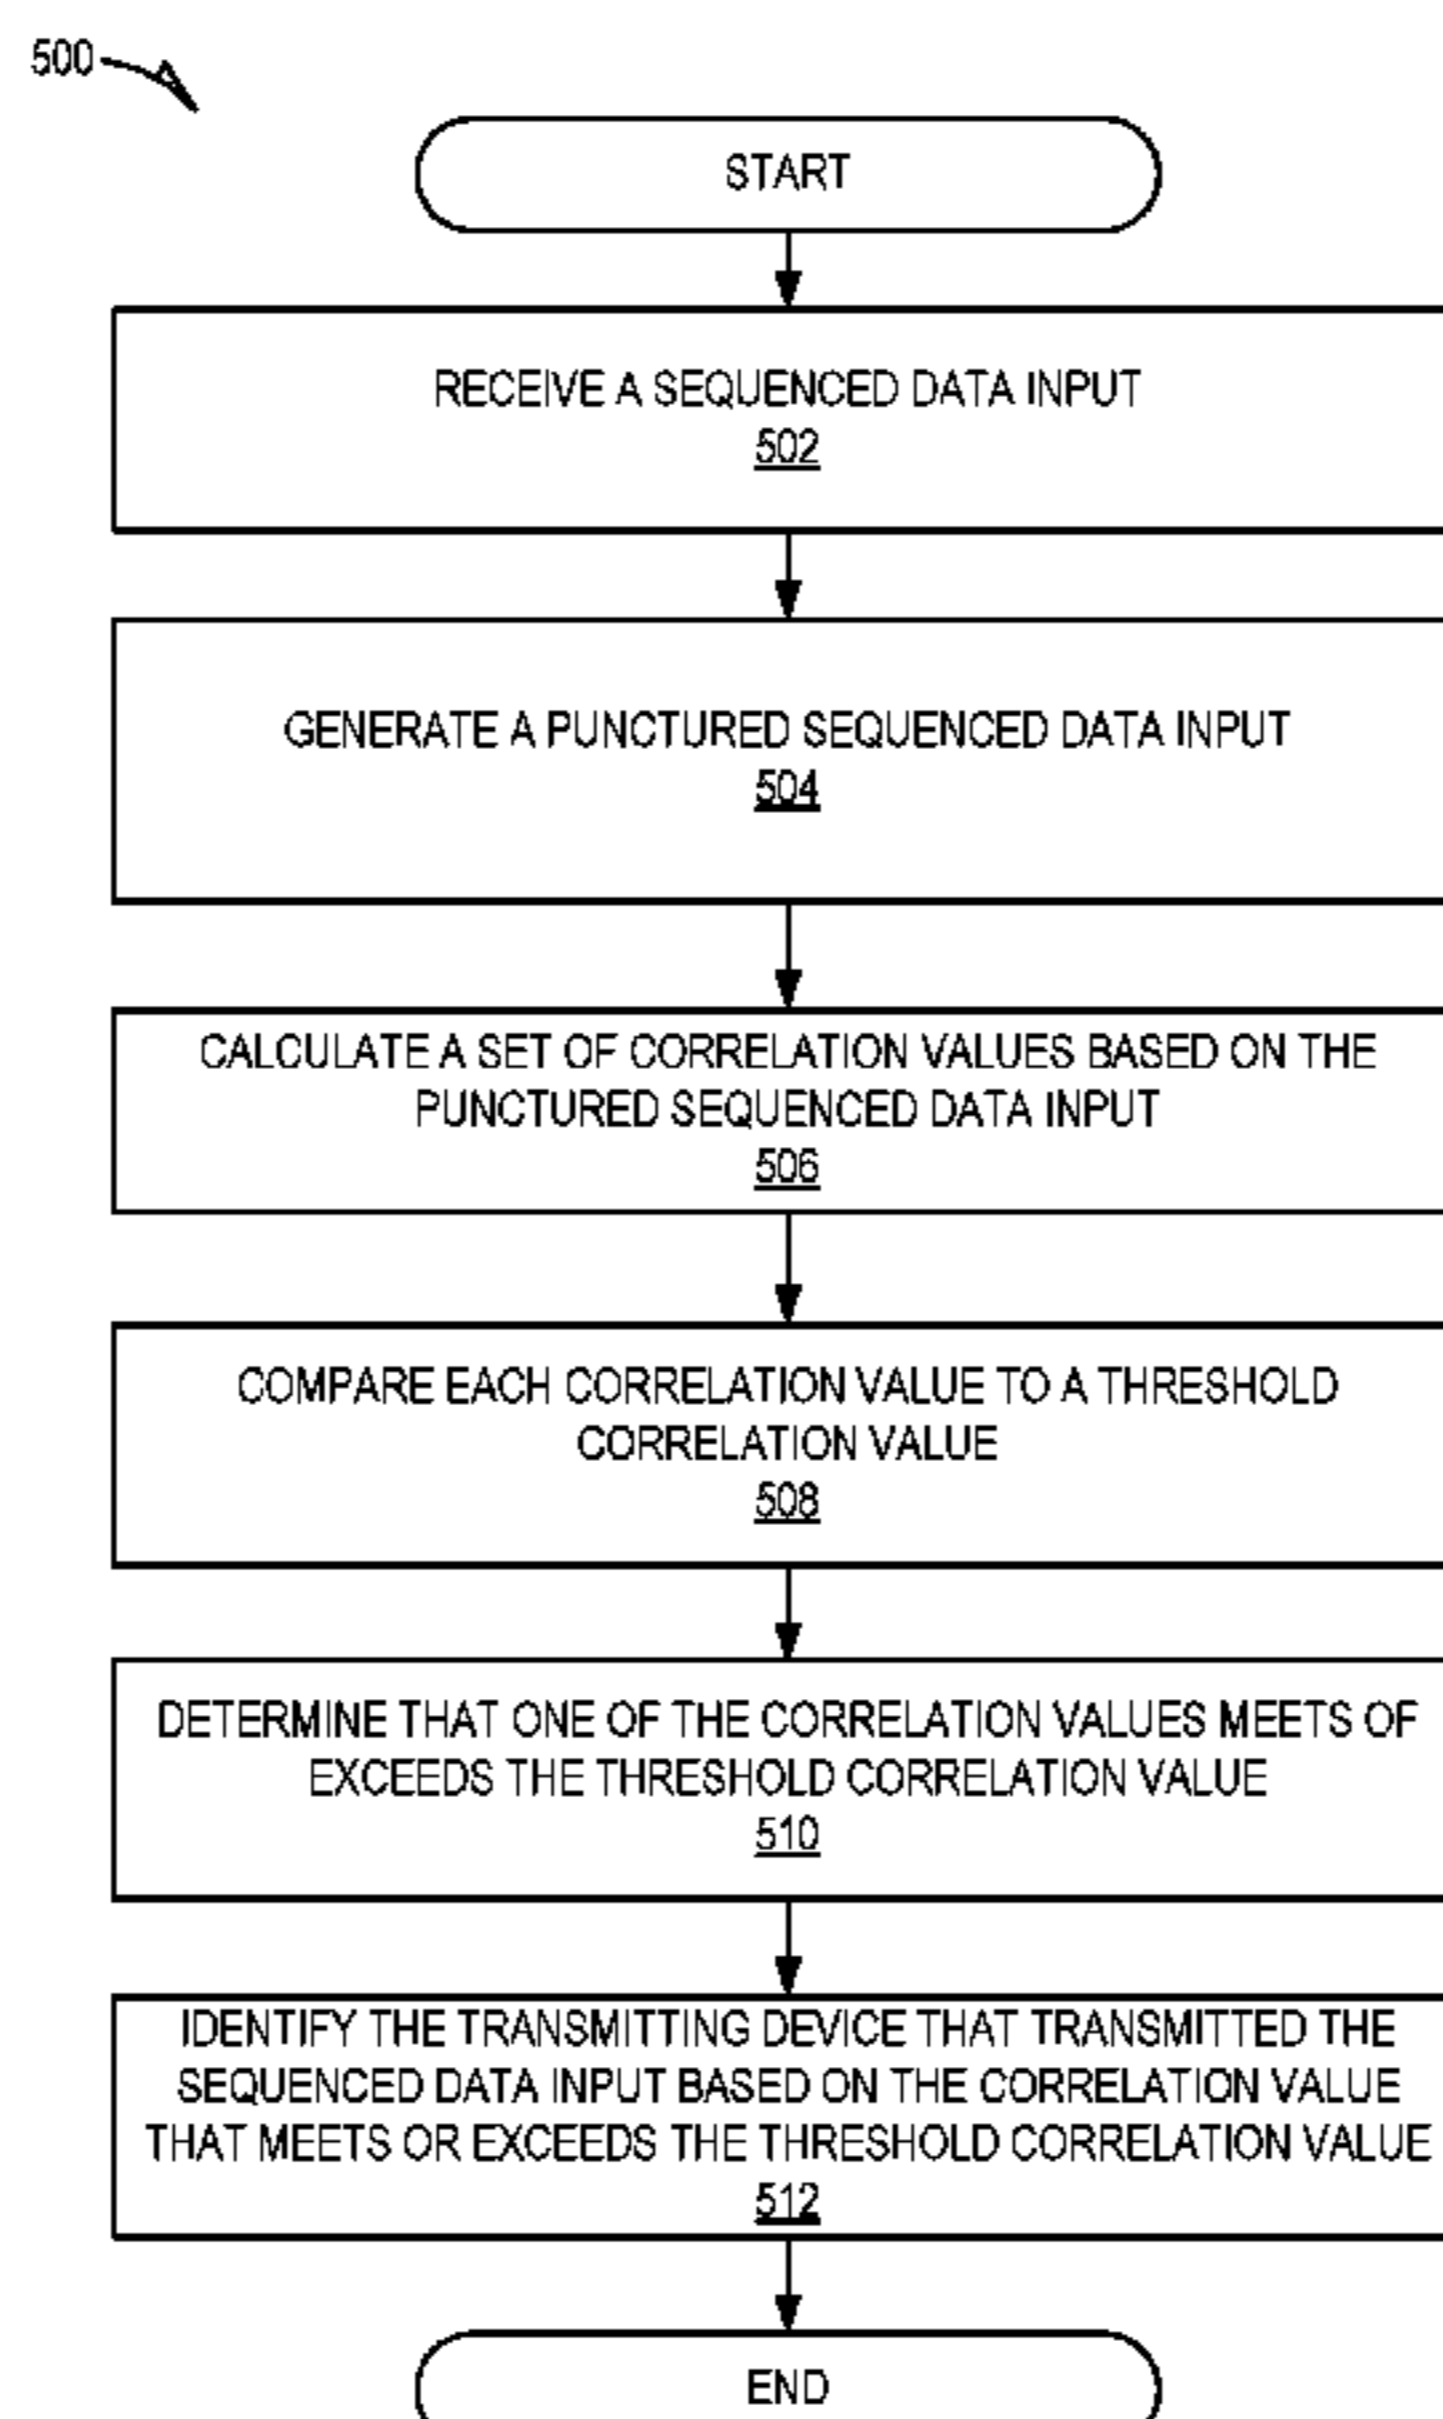 500
START
RECEIVE A SEQUENCED DATA INPUT
502
GENERATE A PUNCTURED SEQUENCED DATA INPUT
504
CALCULATE A SET OF CORRELATION VALUES BASED ON THE
PUNCTURED SEQUENCED DATA INPUT
506
COMPARE EACH CORRELATION VALUE TO A THRESHOLD
CORRELATION VALUE
508
DETERMINE THAT ONE OF THE CORRELATION VALUES MEETS OF
EXCEEDS THE THRESHOLD CORRELATION VALUE
510
IDENTIFY THE TRANSMITTING DEVICE THAT TRANSMITTED THE
SEQUENCED DATA INPUT BASED ON THE CORRELATION VALUE
THAT MEETS OR EXCEEDS THE THRESHOLD CORRELATION VALUE
512
END